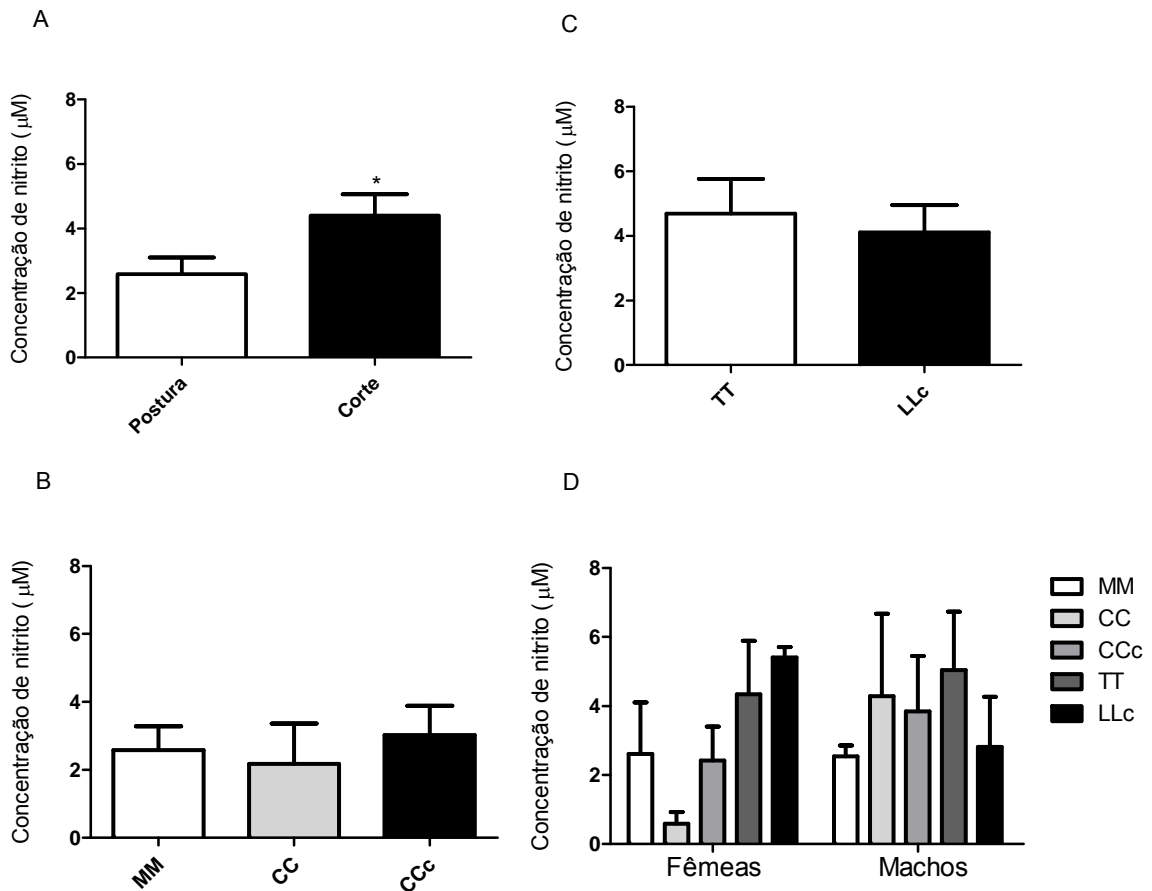 A
Concentração de nitrito ( μM)
8
6
4
2
0
*
Postura
Corte
C
Concentração de nitrito ( μM)
8
6
4
2
0
TT
LLc
B
Concentração de nitrito ( μM)
8
6
4
2
0
MM
CC
CCc
D
Concentração de nitrito ( μM)
8
6
4
2
0
Fêmeas
Machos
MM
CC
CCc
TT
LLc